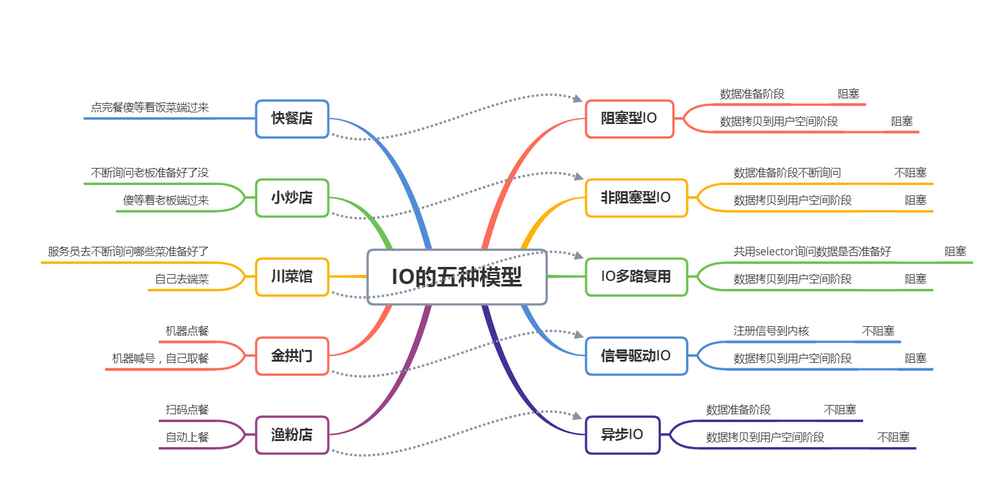 IO的五种模型
快餐店
点完餐傻等看饭菜端过来
小炒店
不断询问老板准备好了没
傻等看老板端过来
川菜馆
服务员去不断询问哪些菜准备好了
自己去端菜
金拱门
机器点餐
机器喊号，自己取餐
渔粉店
扫码点餐
自动上餐
阻塞型IO
数据准备阶段 阻塞
数据拷贝到用户空间阶段 阻塞
非阻塞型IO
数据准备阶段不断询问 不阻塞
数据拷贝到用户空间阶段 阻塞
IO多路复用
共用selector询问数据是否准备好 阻塞
数据拷贝到用户空间阶段 阻塞
信号驱动IO
注册信号到内核 不阻塞
数据拷贝到用户空间阶段 阻塞
异步IO
数据准备阶段 不阻塞
数据拷贝到用户空间阶段 不阻塞